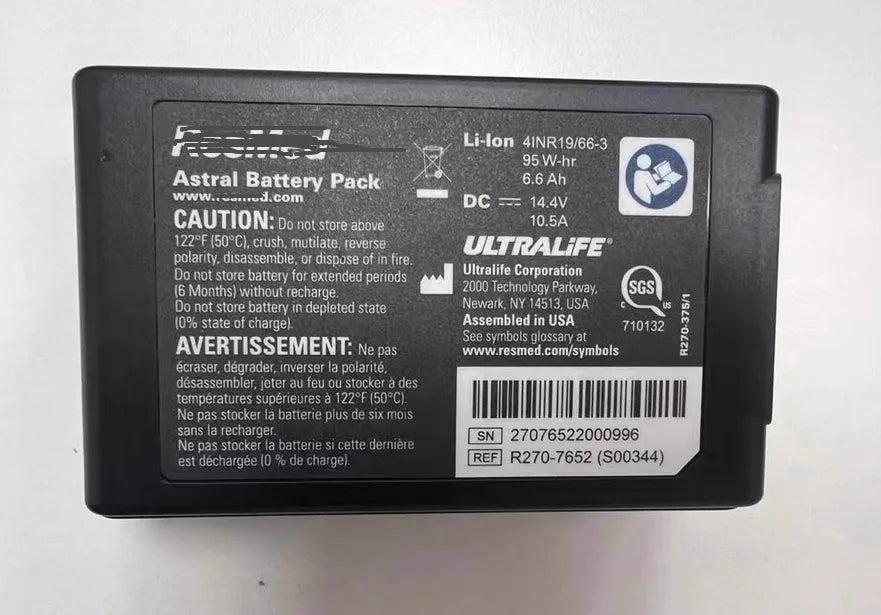 ResMed
Astral Battery Pack
www.resmed.com
CAUTION: Do not store above
122°F (50°C), crush, mutilate, reverse
polarity, disassemble, or dispose of in fire.
Do not store battery for extended periods
(6 Months) without recharge.
Do not store battery in depleted state
(0% state of charge).
AVERTISSEMENT: Ne pas
écraser, dégrader, inverser la polarité,
désassembler, jeter au feu ou stocker à des
températures supérieures à 122°F (50°C).
Ne pas stocker la batterie plus de six mois
sans la recharger.
Ne pas stocker la batterie si cette dernière
est déchargée (0 % de charge).
Li-Ion 4INR19/66-3
95 W-hr
6.6 Ah
DC 14.4V
10.5A
ULTRALIFE®
Ultralife Corporation
2000 Technology Parkway,
Newark, NY 14513, USA
Assembled in USA
See symbols glossary at
www.resmed.com/symbols
SGS
C US
710132
R270-375/1
SN 27076522000996
REF R270-7652 (S00344)